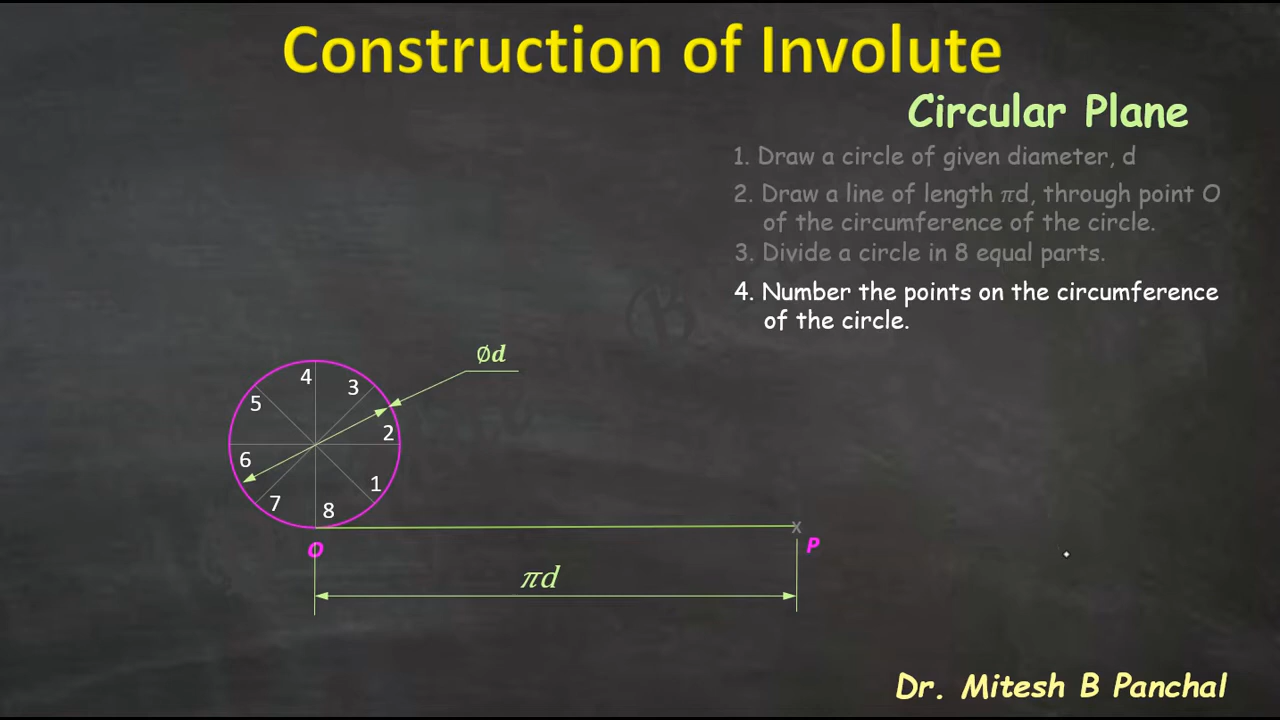 Construction of Involute
Circular Plane
1. Draw a circle of given diameter, d
2. Draw a line of length πd, through point O
of the circumference of the circle.
3. Divide a circle in 8 equal parts.
4. Number the points on the circumference
of the circle.
∅d
4
3
5
2
6
1
7
8
O
P
x
πd
Dr. Mitesh B Panchal